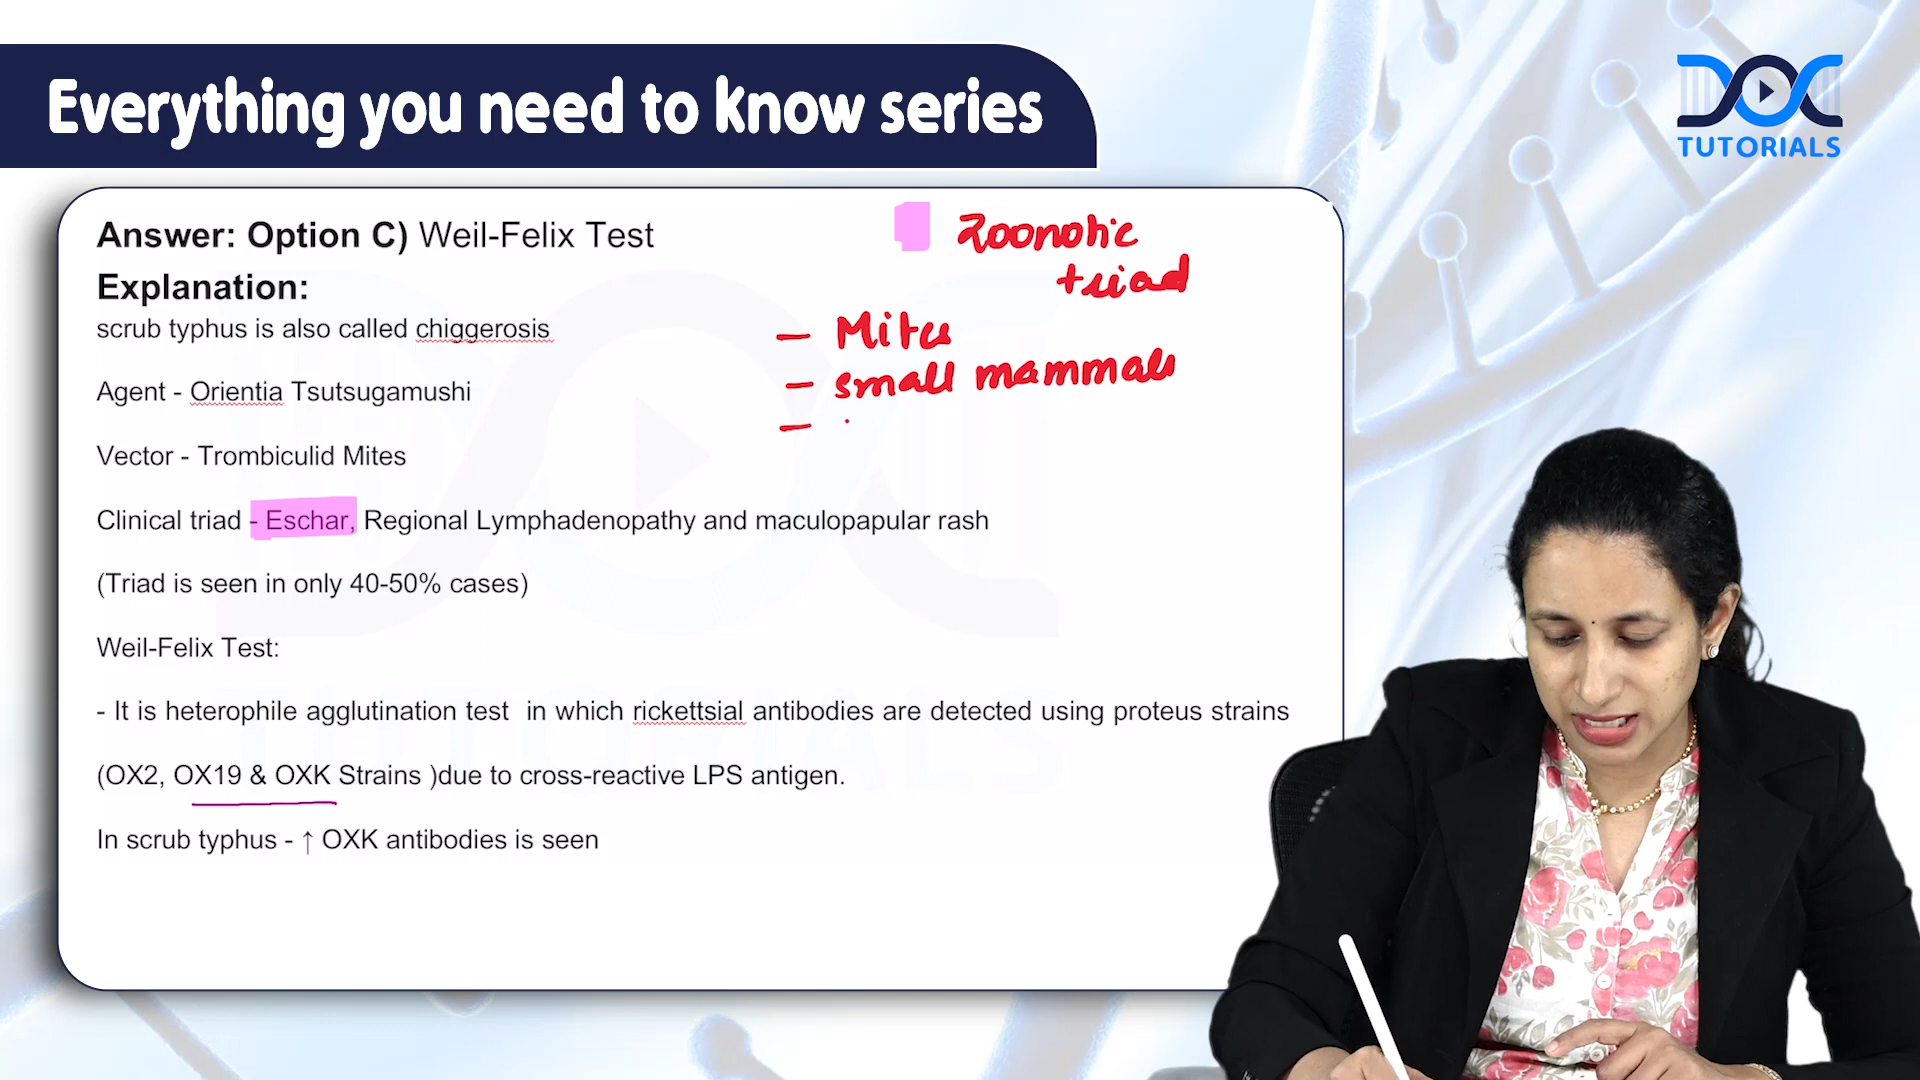 Everything you need to know series
DOC
TUTORIALS
Answer: Option C) Weil-Felix Test
Explanation:
scrub typhus is also called chiggerosis
Agent - Orientia Tsutsugamushi
Vector - Trombiculid Mites
Clinical triad - Eschar, Regional Lymphadenopathy and maculopapular rash
(Triad is seen in only 40-50% cases)
Weil-Felix Test:
- It is heterophile agglutination test in which rickettsial antibodies are detected using proteus strains
(OX2, OX19 & OXK Strains )due to cross-reactive LPS antigen.
In scrub typhus - ↑ OXK antibodies is seen
Zoonotic
triad
- Mites
- small mammals
-
TUTORIALS